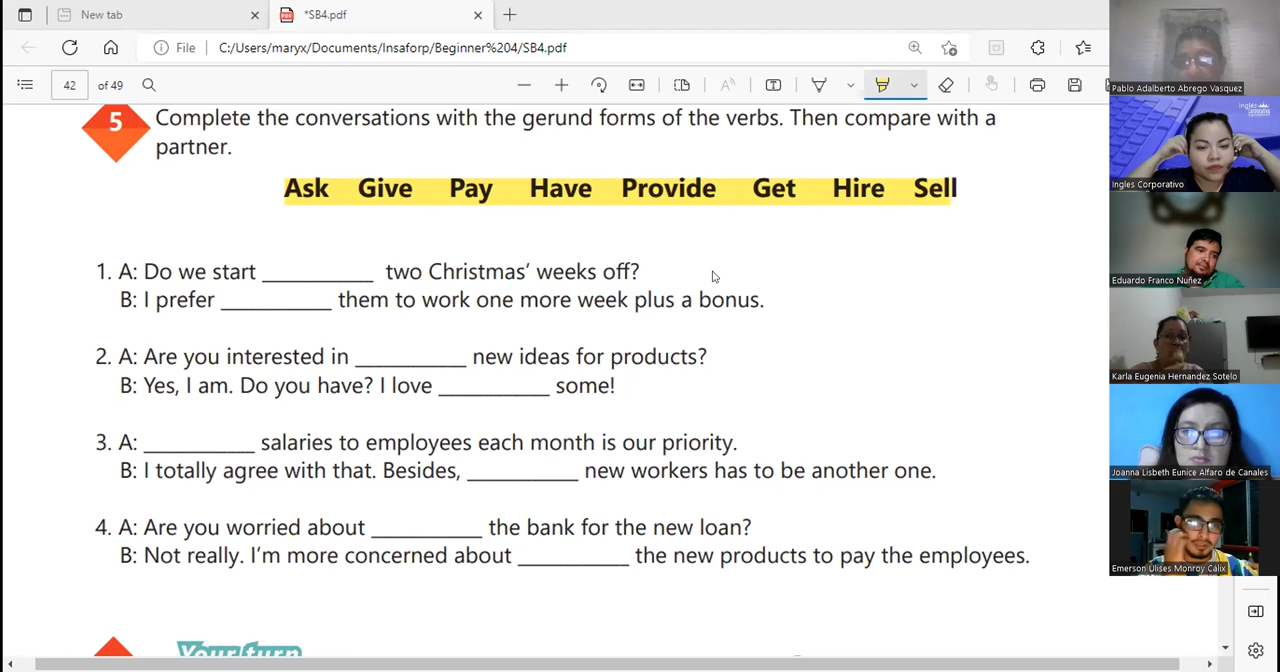 New tab
*SB4.pdf
File C:/Users/maryx/Documents/Insaforp/Beginner%204/SB4.pdf
42 of 49
5 Complete the conversations with the gerund forms of the verbs. Then compare with a
partner.
Ask Give Pay Have Provide Get Hire Sell
1. A: Do we start __________ two Christmas’ weeks off?
B: I prefer __________ them to work one more week plus a bonus.
2. A: Are you interested in __________ new ideas for products?
B: Yes, I am. Do you have? I love __________ some!
3. A: __________ salaries to employees each month is our priority.
B: I totally agree with that. Besides, __________ new workers has to be another one.
4. A: Are you worried about __________ the bank for the new loan?
B: Not really. I’m more concerned about __________ the new products to pay the employees.
Your turn
Pablo Adalberto Abrego Vasquez
Ingles Corporativo
Eduardo Franco Nuñez
Karla Eugenia Hernandez Sotelo
Joanna Lisbeth Eunice Alfaro de Canales
Emerson Ulises Monroy Cálix